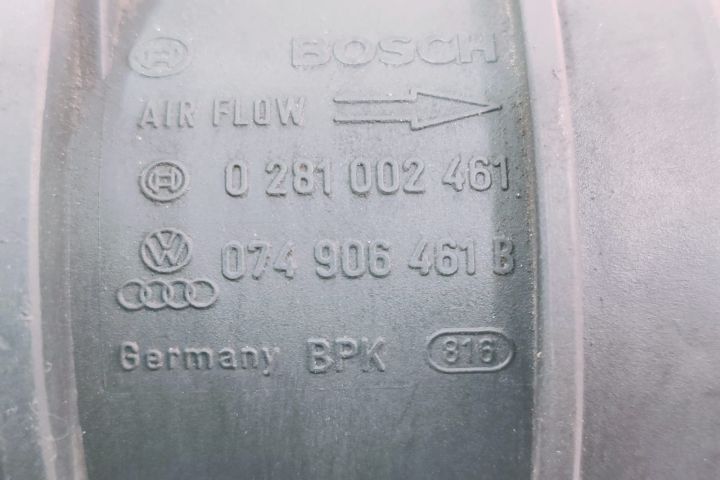 BOSCH
AIR FLOW
0 281 002 461
074 906 461 B
Germany BPK 816